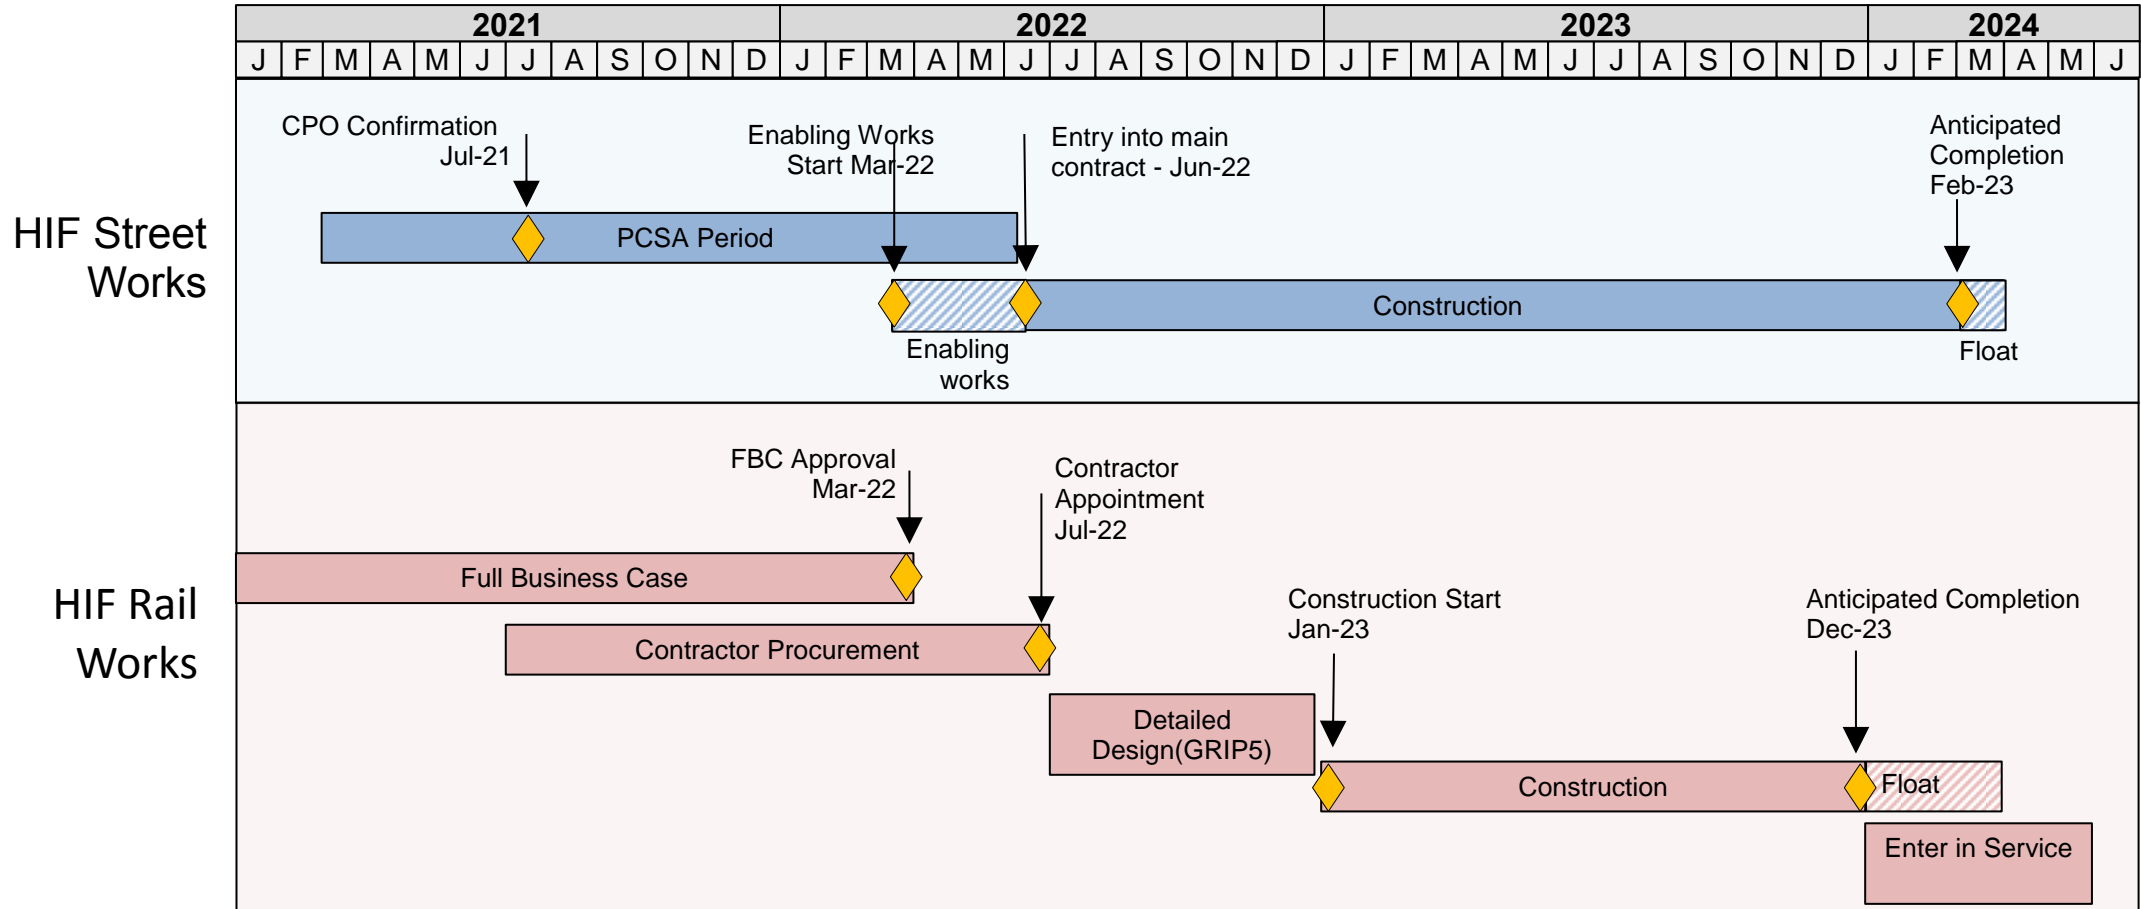 2021 2022 2023 2024
J F M A M J J A S O N D J F M A M J J A S O N D J F M A M J J A S O N D J F M A M J
CPO Confirmation
Jul-21
Enabling Works
Start Mar-22
Entry into main
contract - Jun-22
Anticipated
Completion
Feb-23
HIF Street
Works
PCSA Period
Construction
Enabling
works
Float
FBC Approval
Mar-22
Contractor
Appointment
Jul-22
HIF Rail
Works
Full Business Case
Contractor Procurement
Construction Start
Jan-23
Anticipated Completion
Dec-23
Detailed
Design(GRIP5)
Construction
Float
Enter in Service